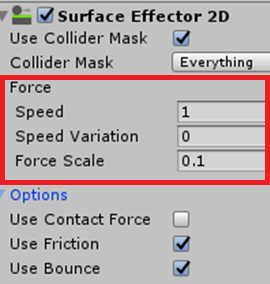 Surface Effector 2D
Use Collider Mask
Collider Mask Everything
Force
Speed 1
Speed Variation 0
Force Scale 0.1
Options
Use Contact Force
Use Friction
Use Bounce